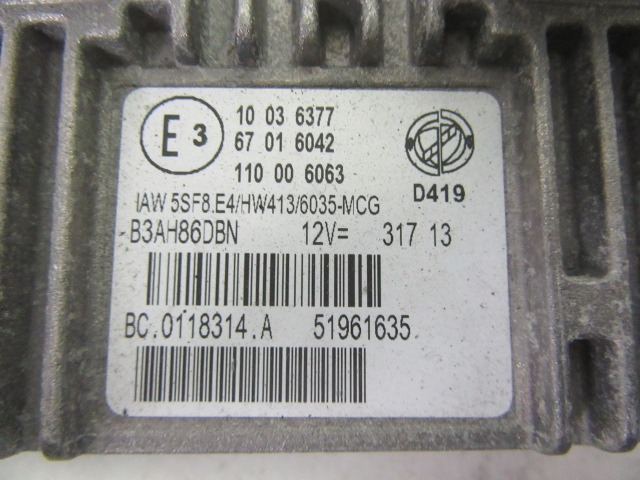 E 3
10 03 6377
67 01 6042
110 00 6063
D419
IAW 5SF8.E4/HW413/6035-MCG
B3AH86DBN 12V= 317 13
BC.0118314.A 51961635